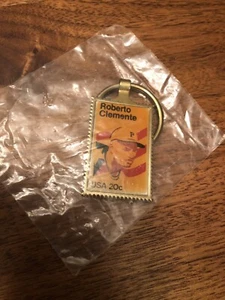 Roberto
Clemente
P
USA 20c